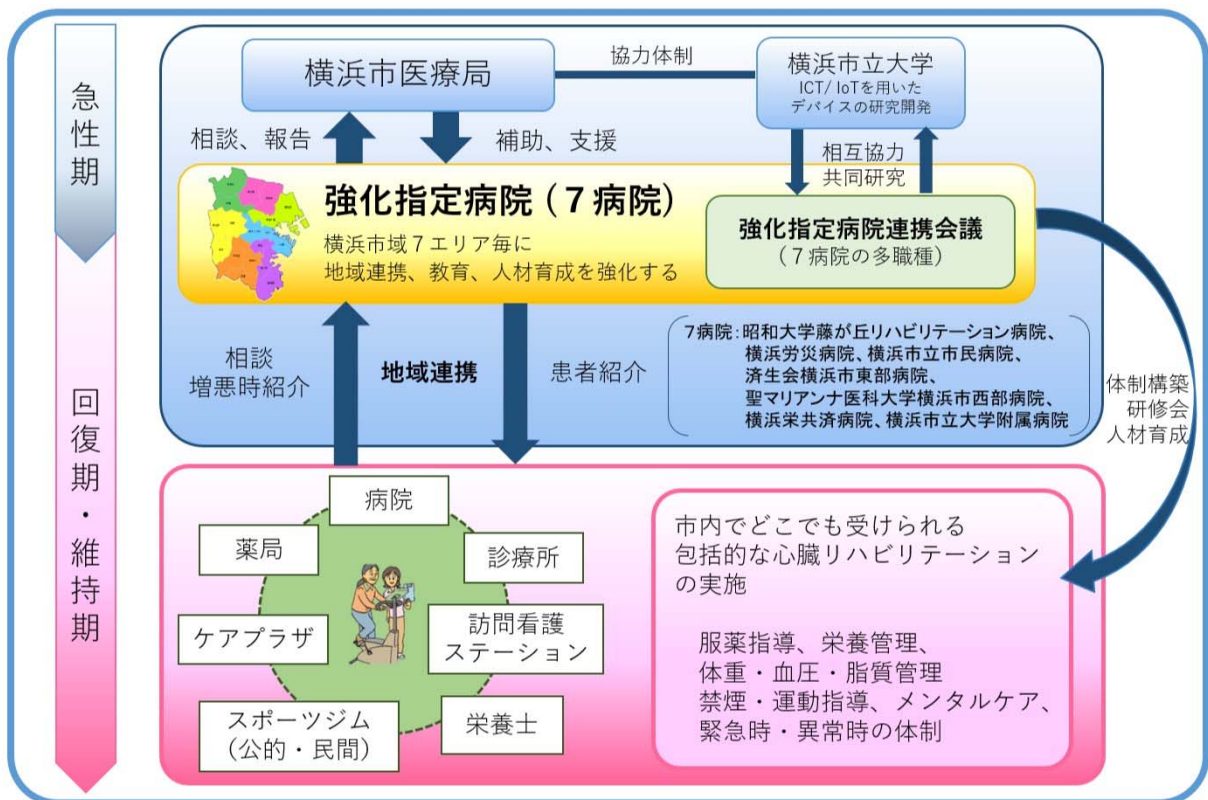 急性期
回復期・維持期
横浜市医療局
協力体制
横浜市立大学
ICT/ IoTを用いた
デバイスの研究開発
相談、報告
補助、支援
相互協力
共同研究
強化指定病院(7病院)
横浜市域7エリア毎に
地域連携、教育、人材育成を強化する
強化指定病院連携会議
(7病院の多職種)
相談
増悪時紹介
地域連携
患者紹介
7病院:昭和大学藤が丘リハビリテーション病院、
横浜労災病院、横浜市立市民病院、
済生会横浜市東部病院、
聖マリアンナ医科大学横浜市西部病院、
横浜栄共済病院、横浜市立大学附属病院
体制構築
研修会
人材育成
病院
薬局
診療所
ケアプラザ
訪問看護
ステーション
スポーツジム
(公的・民間)
栄養士
市内でどこでも受けられる
包括的な心臓リハビリテーション
の実施
服薬指導、栄養管理、
体重・血圧・脂質管理
禁煙・運動指導、メンタルケア、
緊急時・異常時の体制